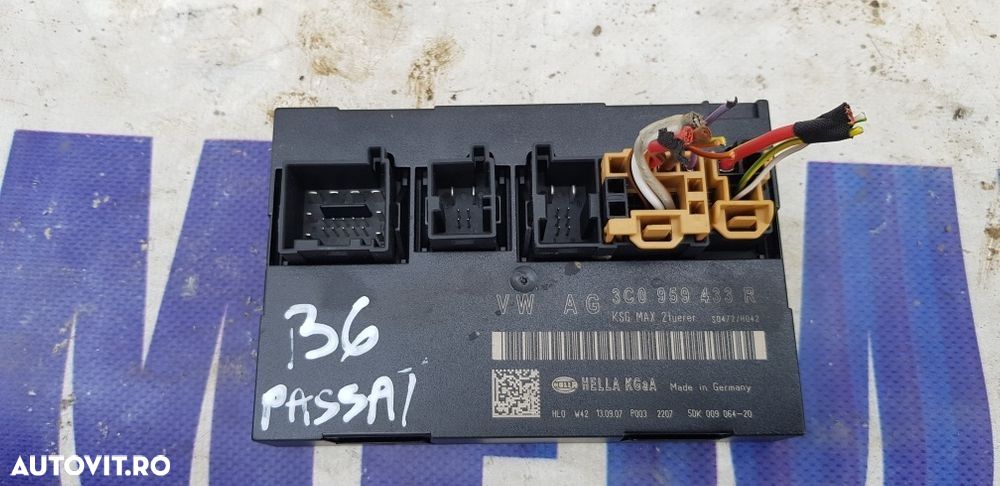 VW AG 3C0 959 433 R
KSG MAX 2Tuerer S0472/H042
HELLA HELLA KGaA Made in Germany
HLO W42 13.09.07 P003 2207 5DK 009 064-20
B6
PASSAT
AUTOVIT.RO